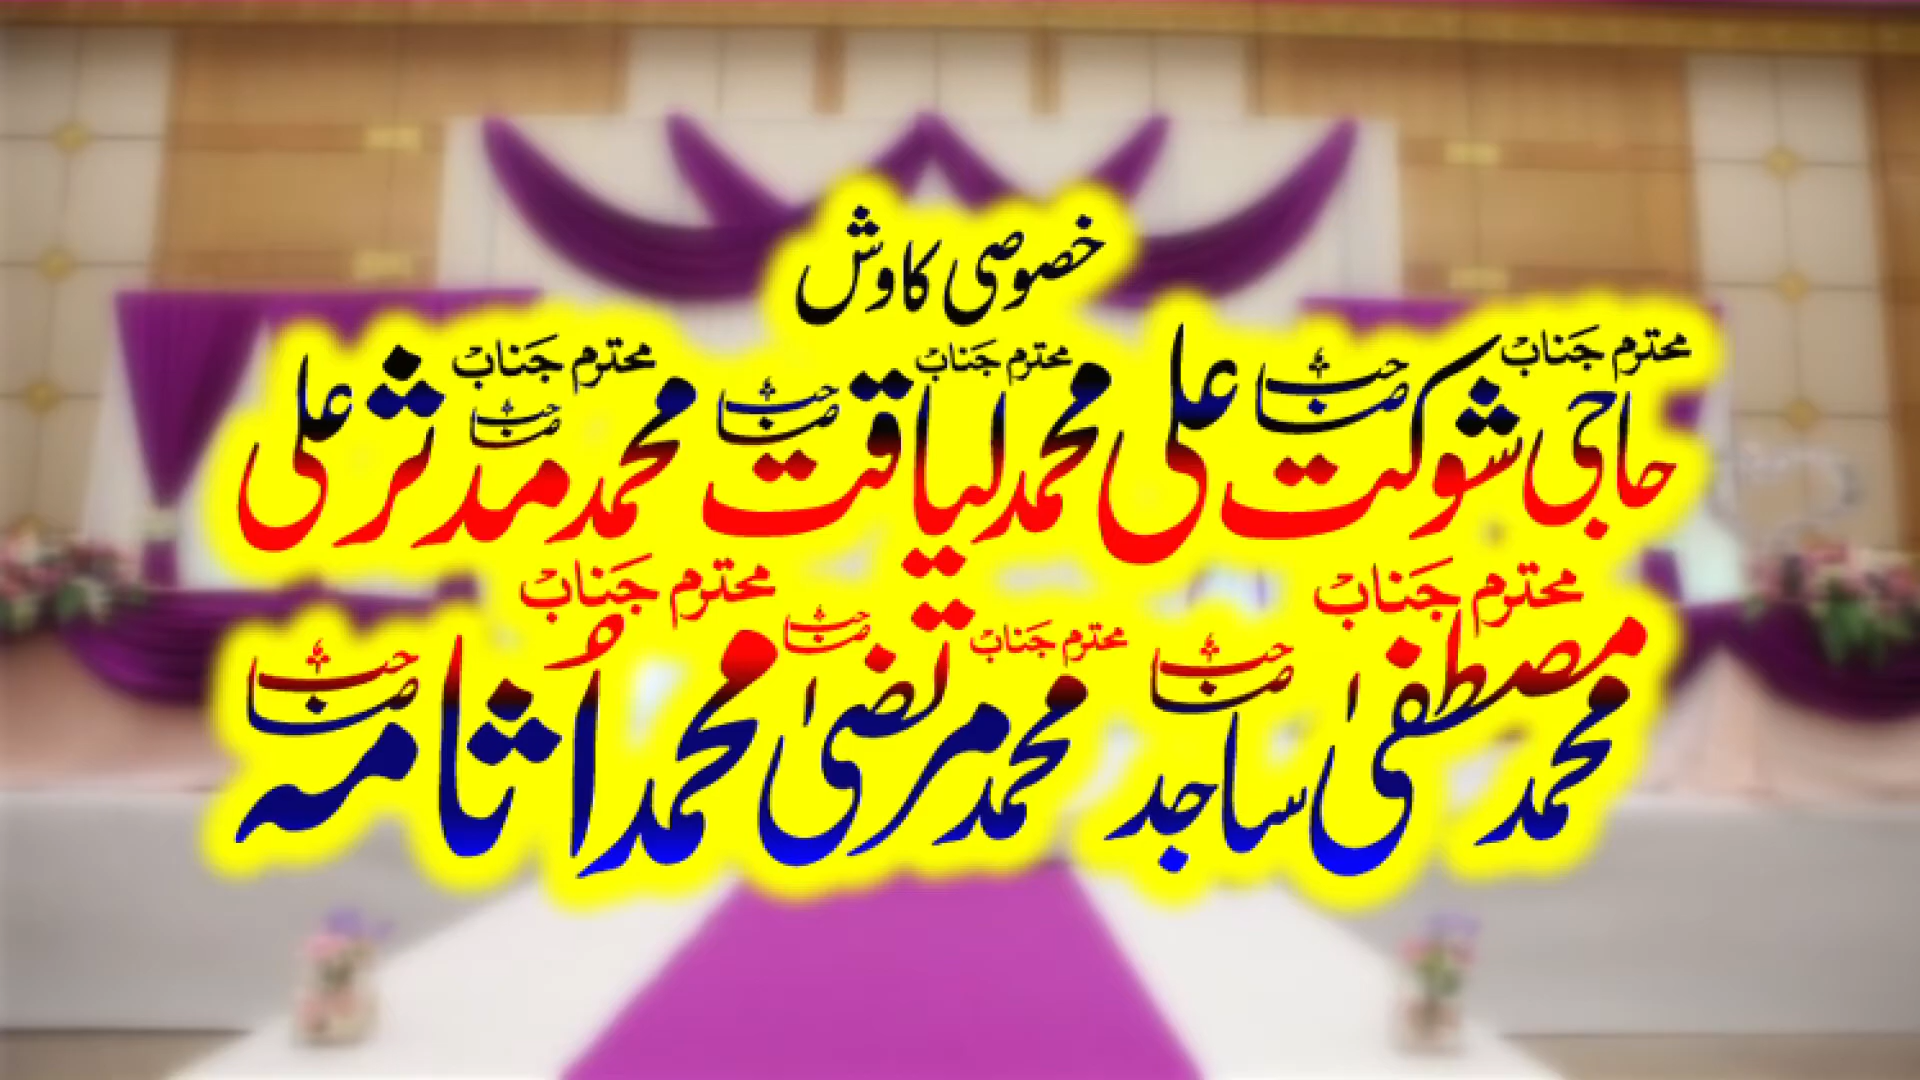 خصوصی کاوش
محترم جناب حاجی شوکت علی صاحب محترم جناب محمد لیاقت صاحب محترم جناب محمد مدثر علی صاحب
محترم جناب محمد مصطفیٰ ساجد صاحب محترم جناب محمد مرتضیٰ صاحب محترم جناب محمد اُثامہ صاحب